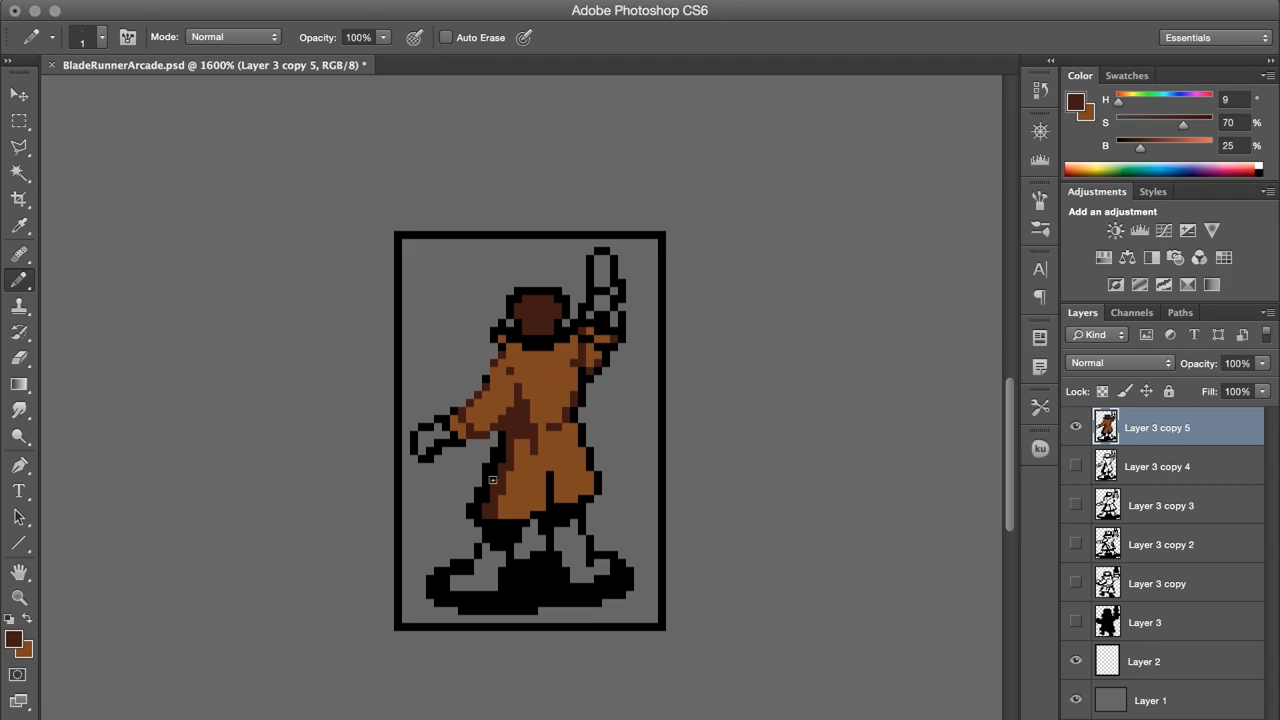 Adobe Photoshop CS6
1 Mode: Normal Opacity: 100% Auto Erase Essentials
× BladeRunnerArcade.psd @ 1600% (Layer 3 copy 5, RGB/8) *
Color Swatches
H 9 °
S 70 %
B 25 %
Adjustments Styles
Add an adjustment
Layers Channels Paths
Kind
Normal Opacity: 100%
Lock: Fill: 100%
Layer 3 copy 5
Layer 3 copy 4
Layer 3 copy 3
Layer 3 copy 2
Layer 3 copy
Layer 3
Layer 2
Layer 1
ku